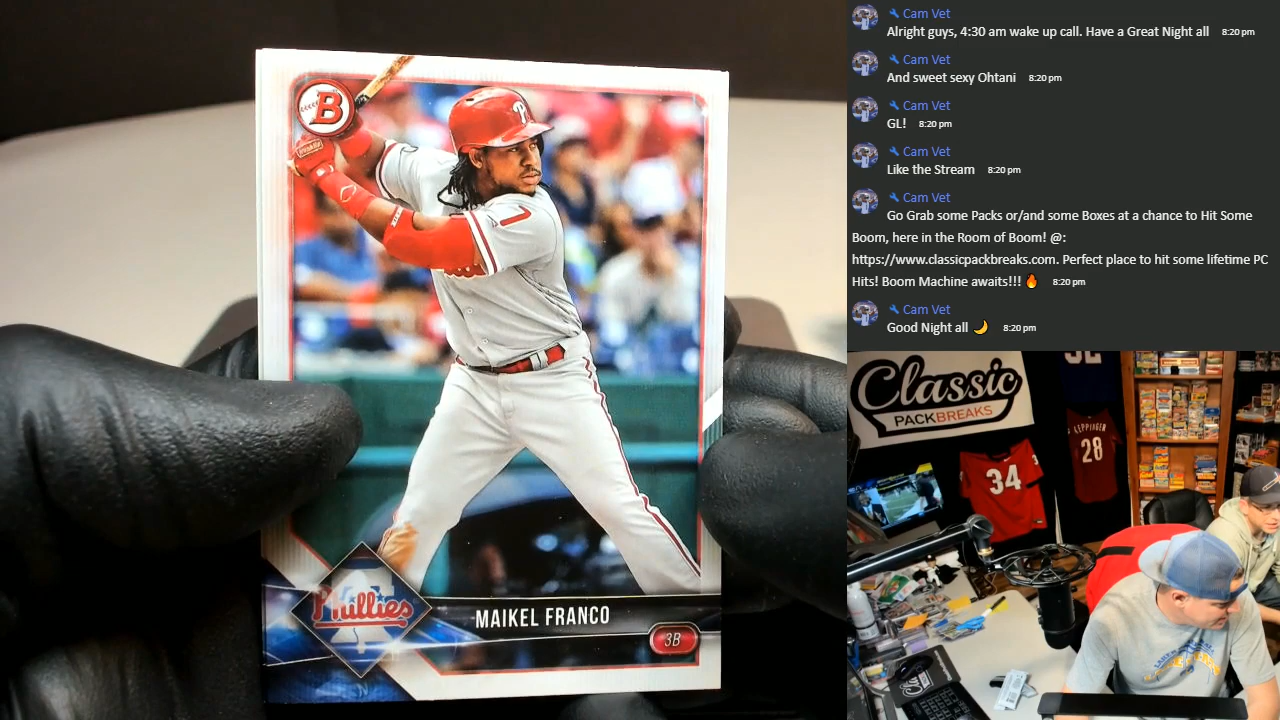 B
P
7
Phillies
MAIKEL FRANCO
3B
Cam Vet
Alright guys, 4:30 am wake up call. Have a Great Night all 8:20 pm
Cam Vet
And sweet sexy Ohtani 8:20 pm
Cam Vet
GL! 8:20 pm
Cam Vet
Like the Stream 8:20 pm
Cam Vet
Go Grab some Packs or/and some Boxes at a chance to Hit Some
Boom, here in the Room of Boom! @:
https://www.classicpackbreaks.com. Perfect place to hit some lifetime PC
Hits! Boom Machine awaits!!! 🔥 8:20 pm
Cam Vet
Good Night all 🌙 8:20 pm
Classic
PACKBREAKS
34
LEPPINGER
28